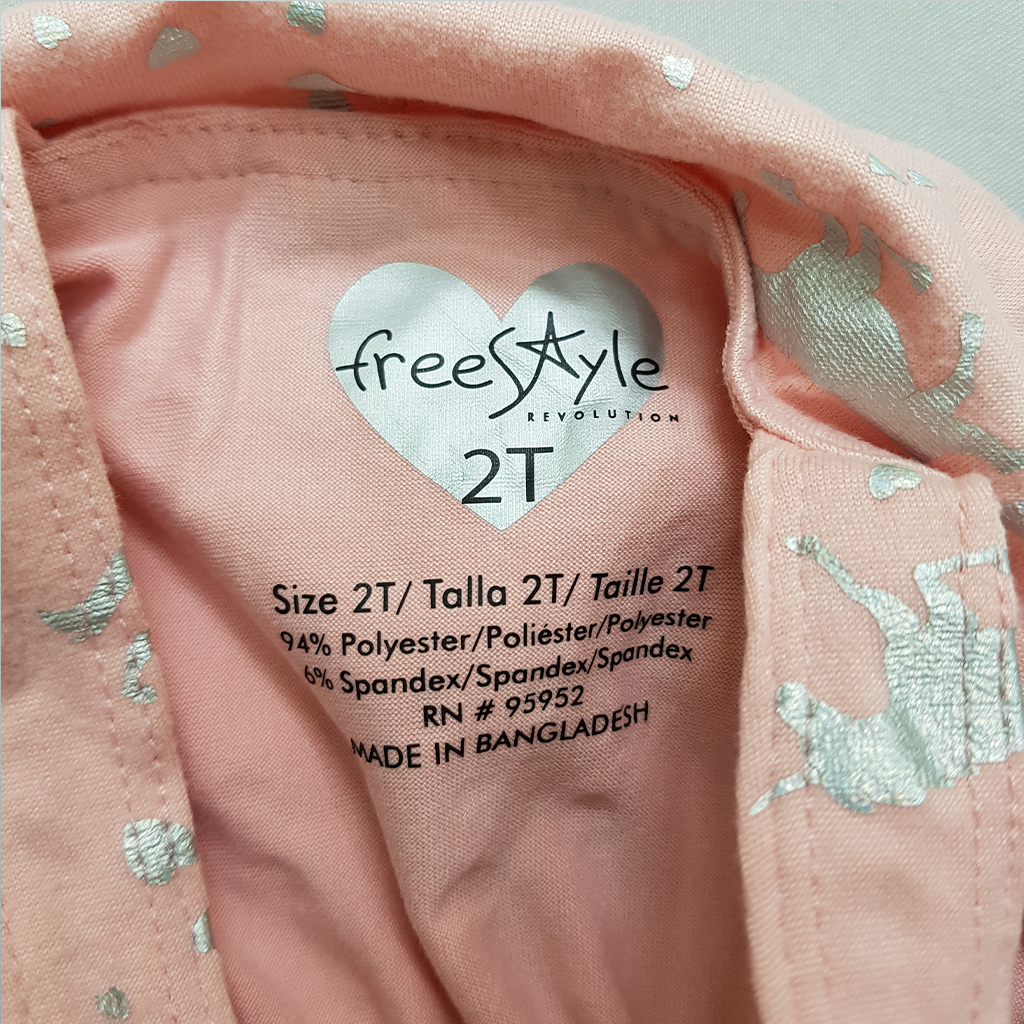 freestyle
REVOLUTION
2T
Size 2T/ Talla 2T/ Taille 2T
94% Polyester/Poliéster/Polyester
6% Spandex/Spandex/Spandex
RN # 95952
MADE IN BANGLADESH